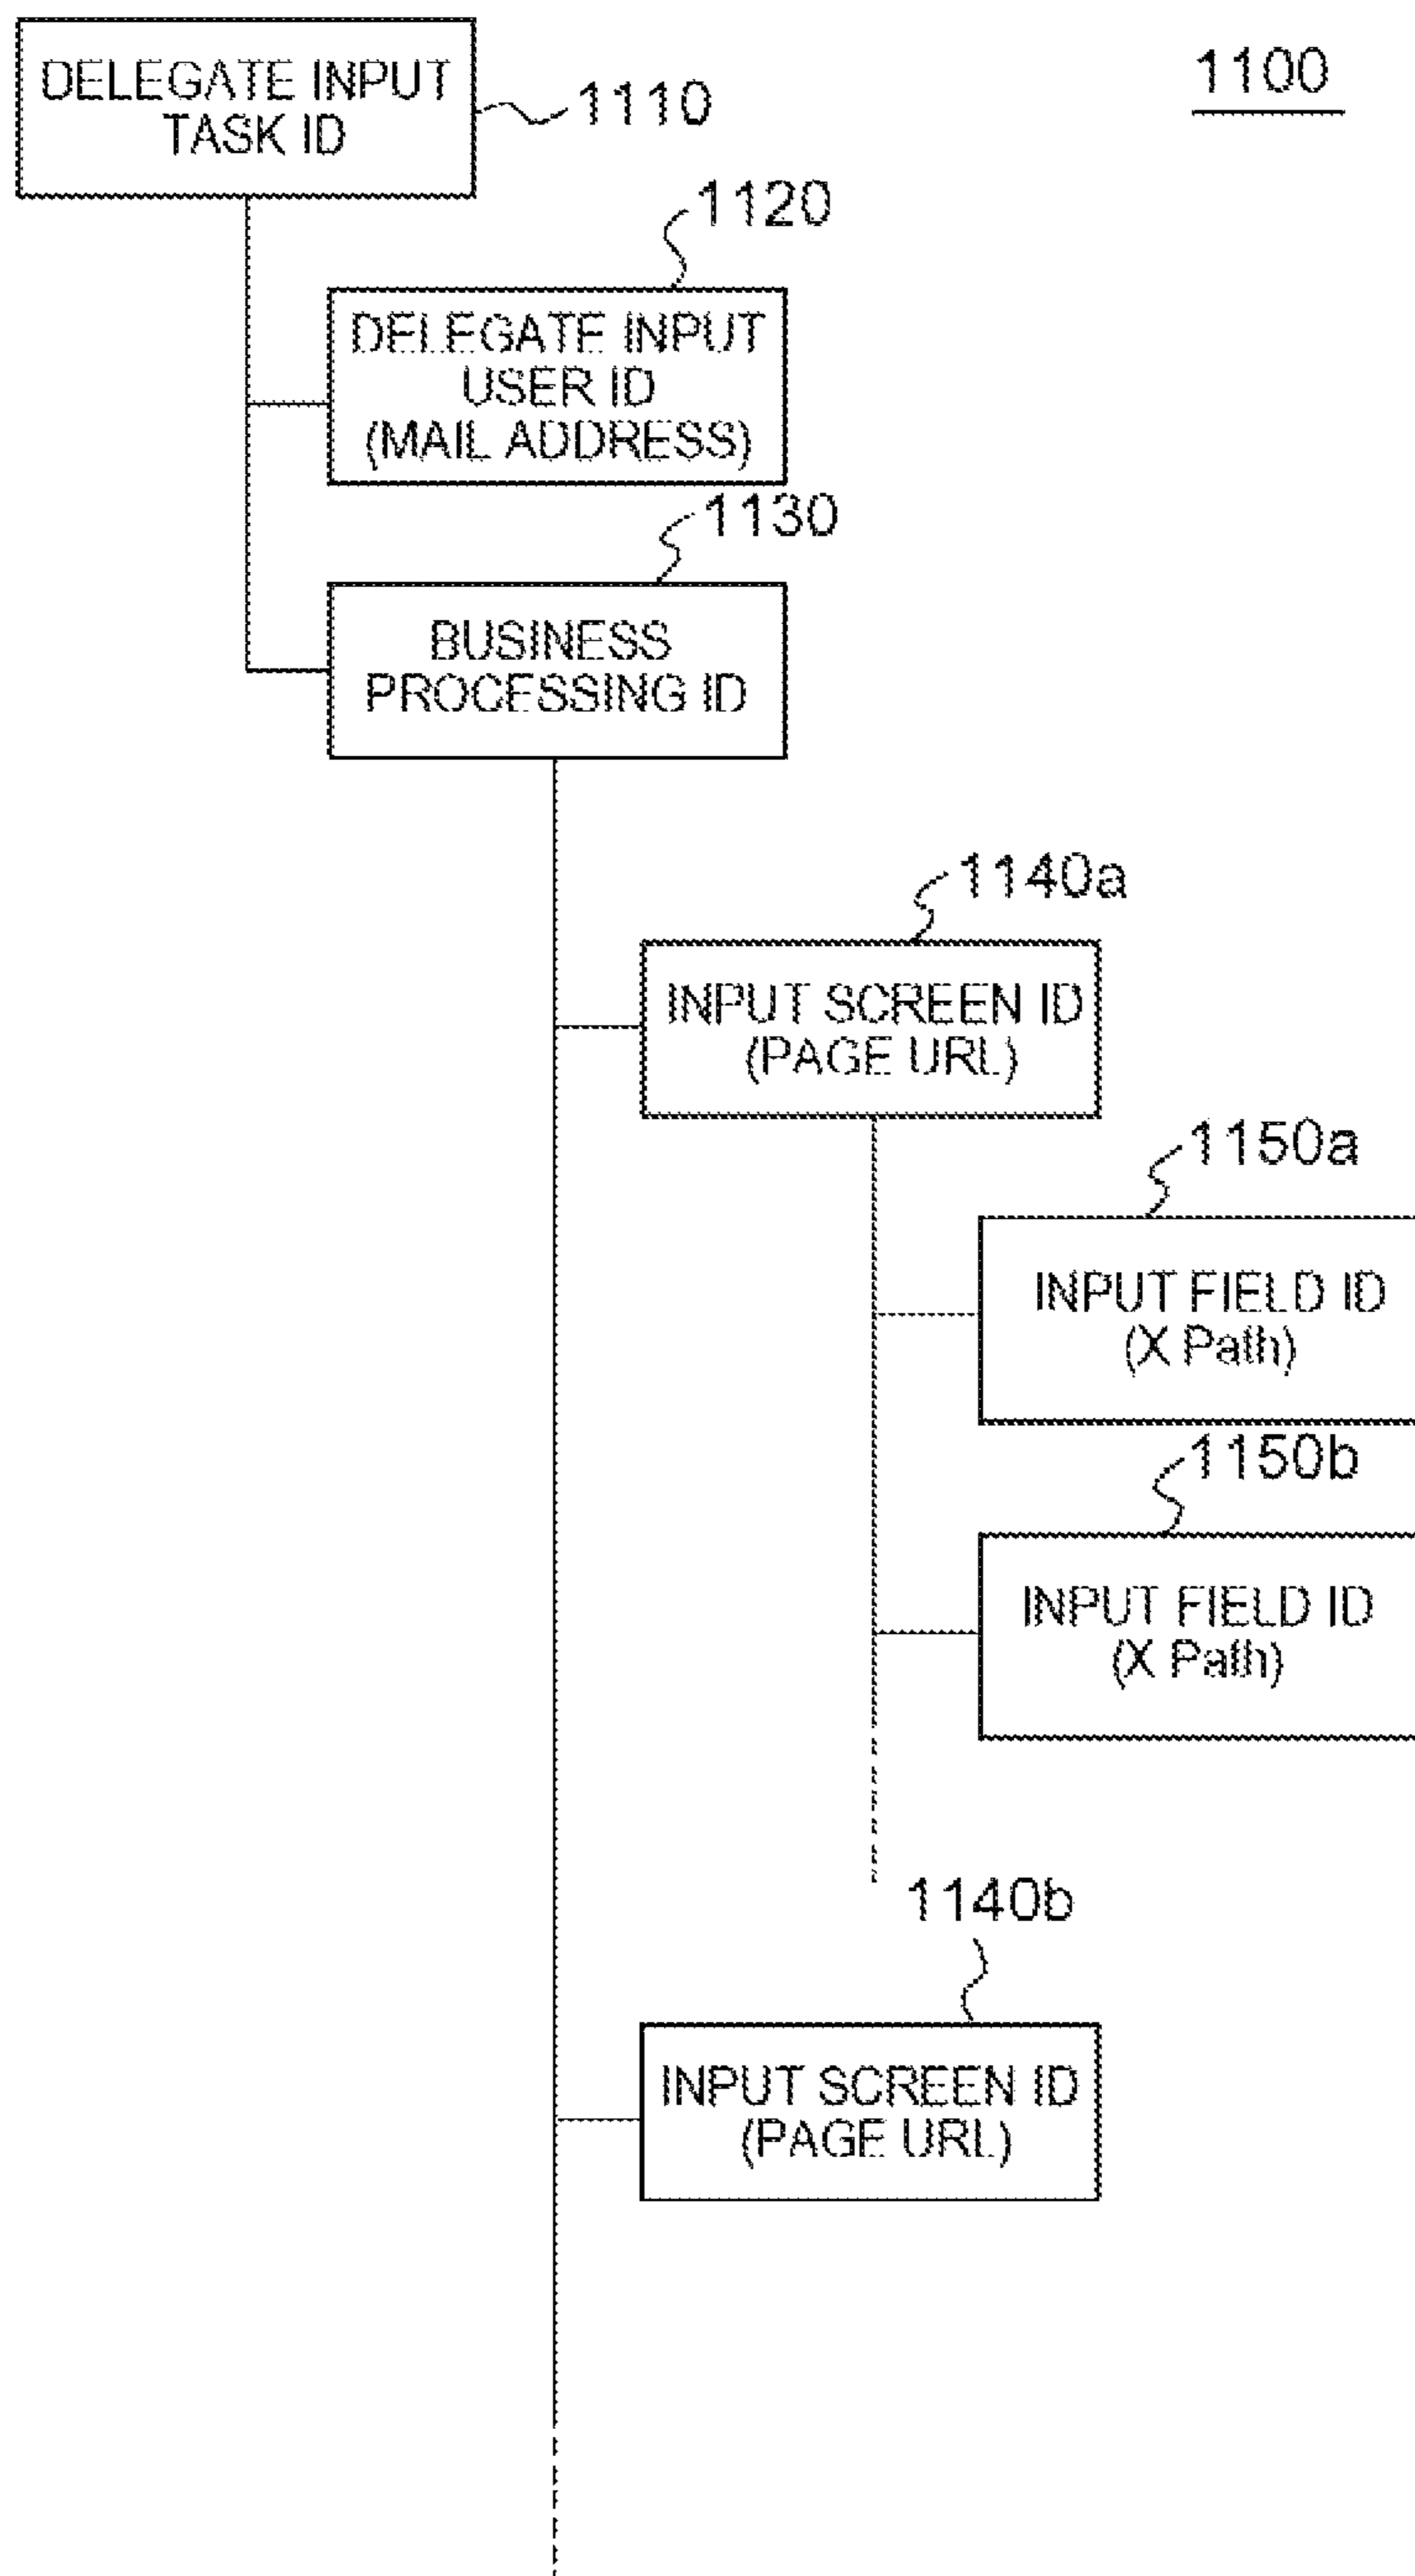 1100
DELEGATE INPUT
TASK ID
1110
1120
DELEGATE INPUT
USER ID
(MAIL ADDRESS)
1130
BUSINESS
PROCESSING ID
1140a
INPUT SCREEN ID
(PAGE URL)
1150a
INPUT FIELD ID
(X Path)
1150b
INPUT FIELD ID
(X Path)
1140b
INPUT SCREEN ID
(PAGE URL)